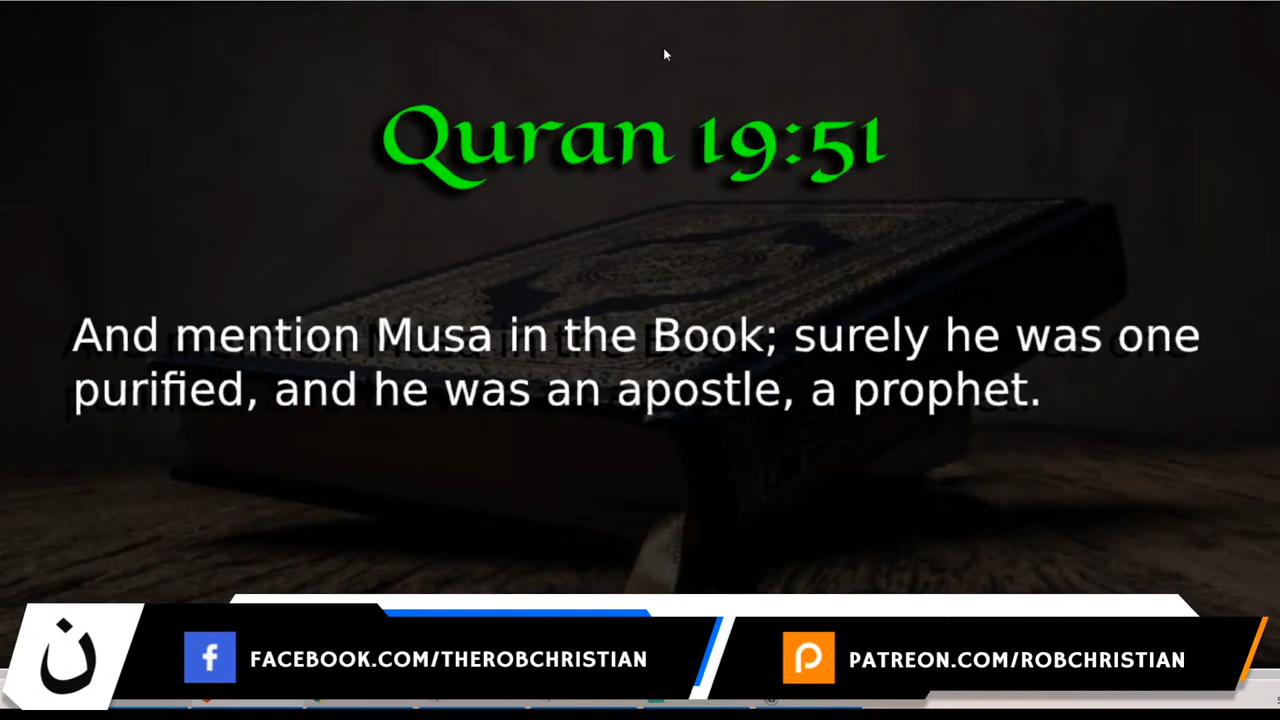 Quran 19:51
And mention Musa in the Book; surely he was one
purified, and he was an apostle, a prophet.
ن
f FACEBOOK.COM/THEROBCHRISTIAN
PATREON.COM/ROBCHRISTIAN